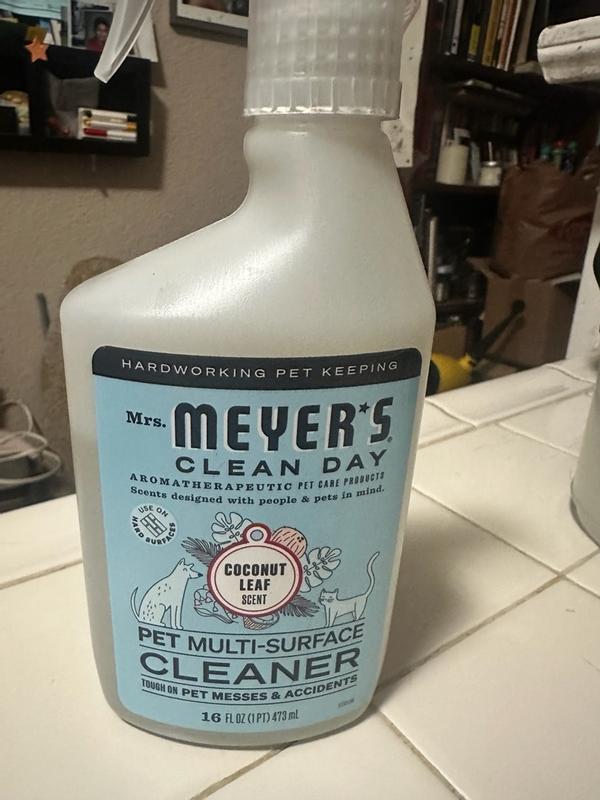 HARDWORKING PET KEEPING
Mrs. MEYER'S®
CLEAN DAY
AROMATHERAPEUTIC PET CARE PRODUCTS
Scents designed with people & pets in mind.
USE ON
HARD SURFACES
COCONUT
LEAF
SCENT
PET MULTI-SURFACE
CLEANER
TOUGH ON PET MESSES & ACCIDENTS
16 FL OZ (1 PT) 473 mL